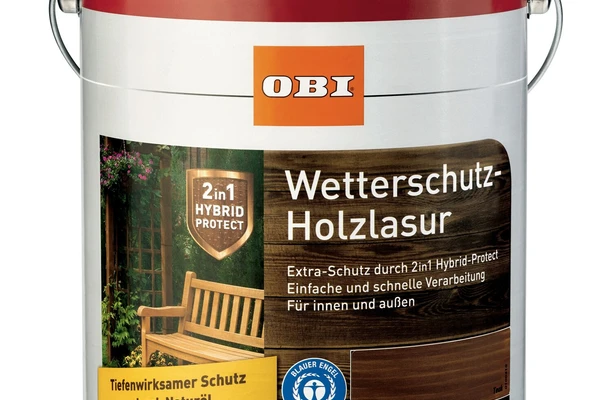 OBI
2in1
HYBRID
PROTECT
Wetterschutz-
Holzlasur
Extra-Schutz durch 2in1 Hybrid-Protect
Einfache und schnelle Verarbeitung
Für innen und außen
Tiefenwirksamer Schutz
Naturöl
BLAUER ENGEL